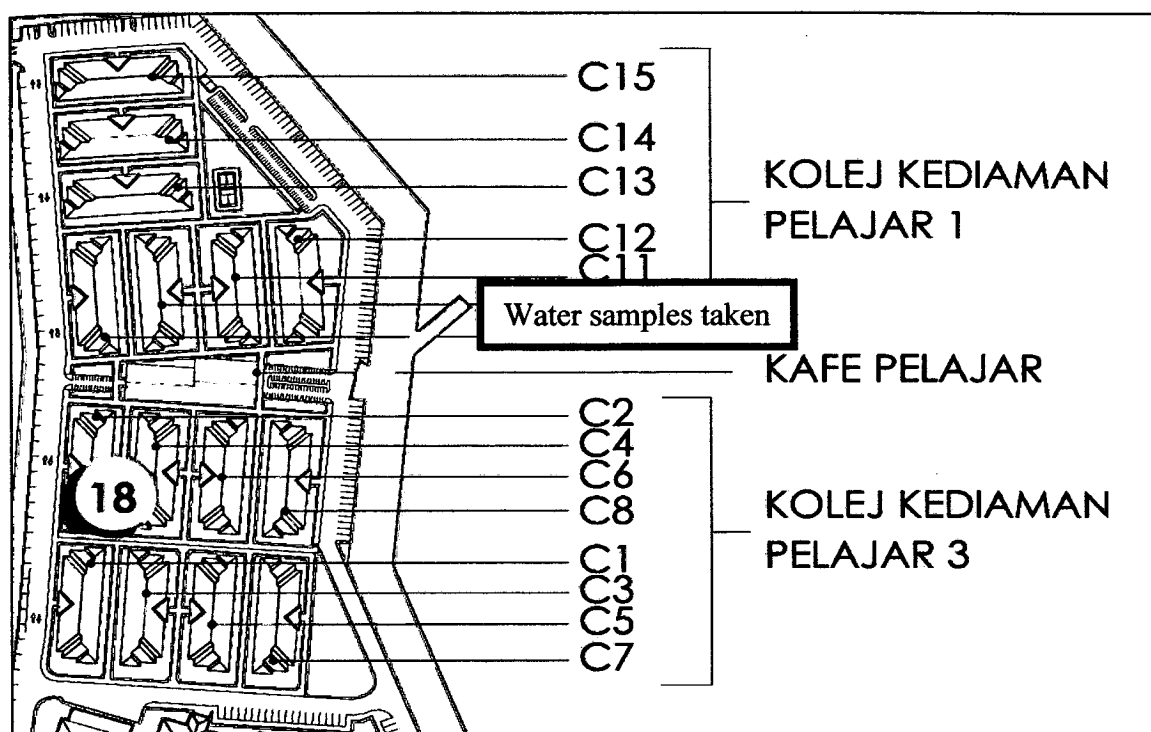 C15
C14
C13
C12
C11
KOLEJ KEDIAMAN
PELAJAR 1
Water samples taken
KAFE PELAJAR
C2
C4
C6
C8
18
C1
C3
C5
C7
KOLEJ KEDIAMAN
PELAJAR 3